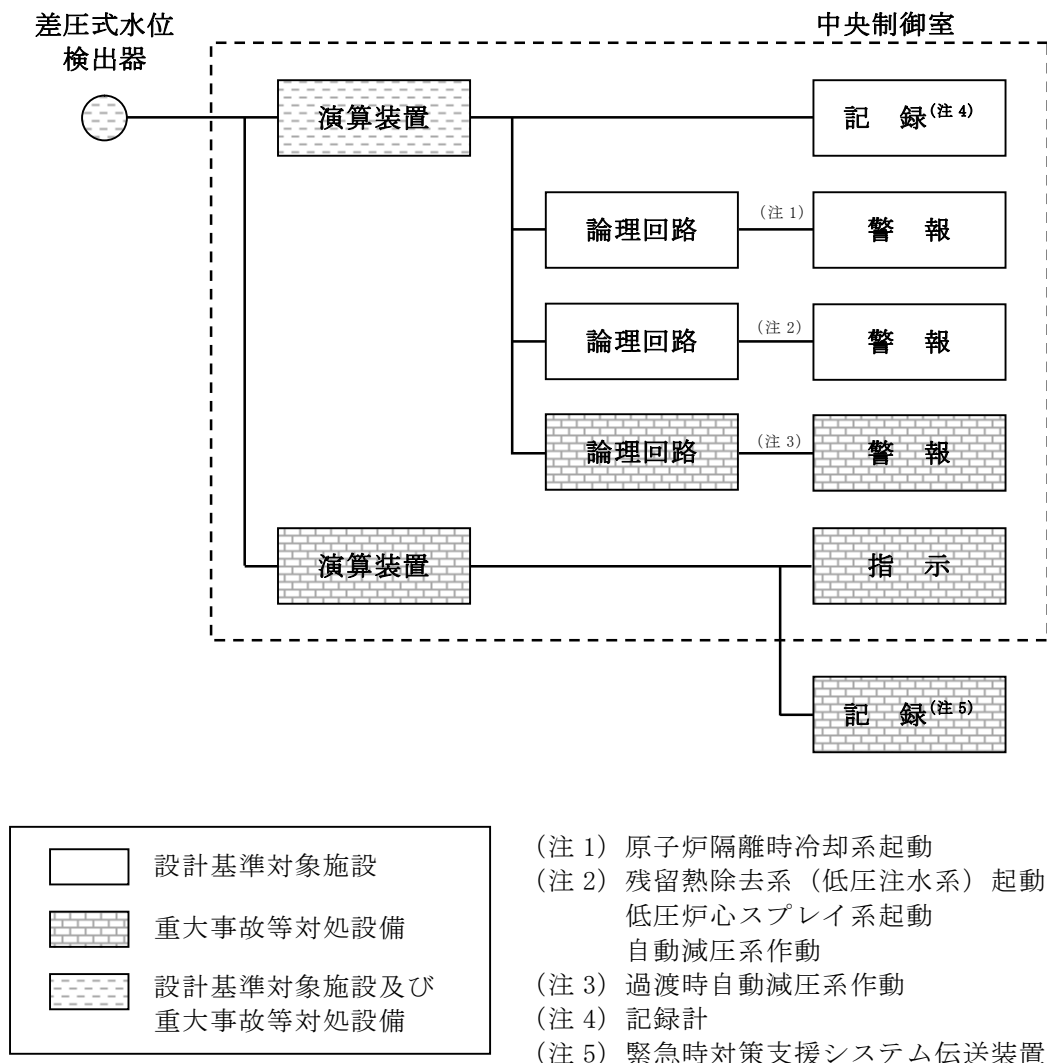 差圧式水位
検出器
中央制御室
演算装置
記　録(注 4)
論理回路
(注 1)
警　報
論理回路
(注 2)
警　報
論理回路
(注 3)
警　報
演算装置
指　示
記　録(注 5)
設計基準対象施設
重大事故等対処設備
設計基準対象施設及び
重大事故等対処設備
(注 1) 原子炉隔離時冷却系起動
(注 2) 残留熱除去系（低圧注水系）起動
低圧炉心スプレイ系起動
自動減圧系作動
(注 3) 過渡時自動減圧系作動
(注 4) 記録計
(注 5) 緊急時対策支援システム伝送装置